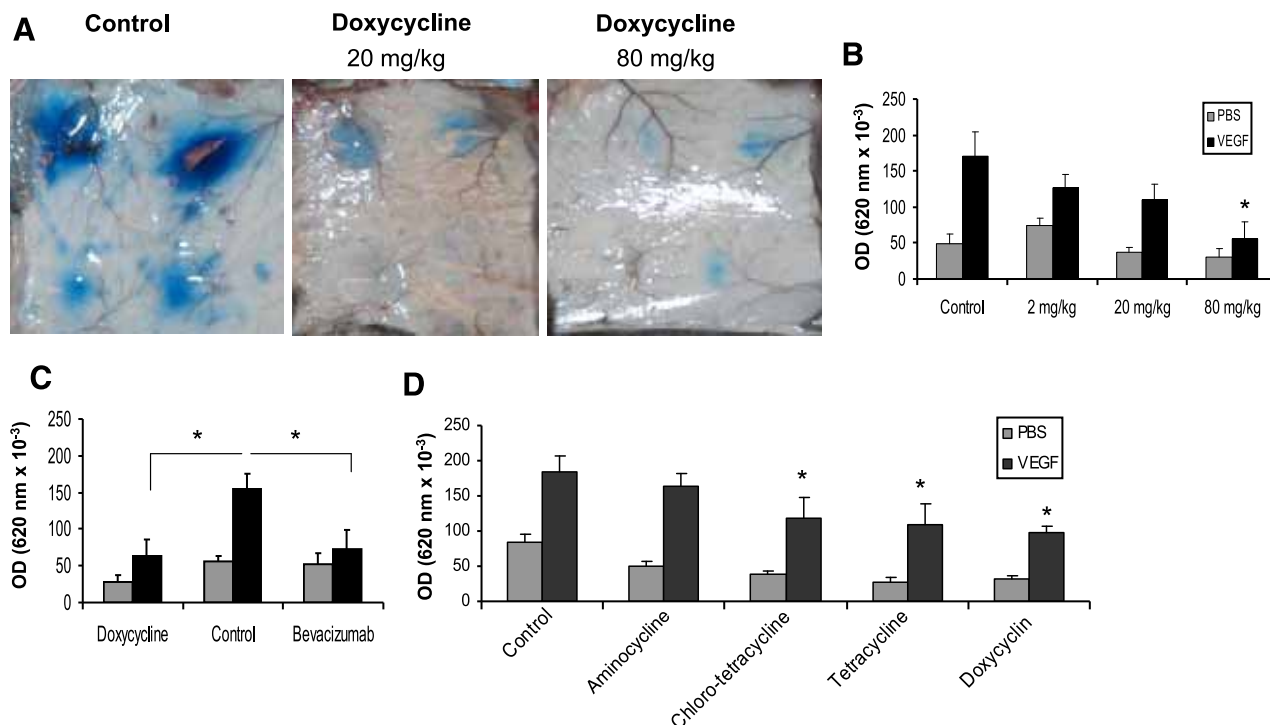 A
Control
Doxycycline
20 mg/kg
Doxycycline
80 mg/kg
B
OD (620 nm x 10-3)
250
200
150
100
50
0
PBS
VEGF
*
Control
2 mg/kg
20 mg/kg
80 mg/kg
C
OD (620 nm x 10-3)
250
200
150
100
50
0
*
*
Doxycycline
Control
Bevacizumab
D
OD (620 nm x 10-3)
250
200
150
100
50
0
PBS
VEGF
*
*
*
Control
Aminocycline
Chloro-tetracycline
Tetracycline
Doxycyclin